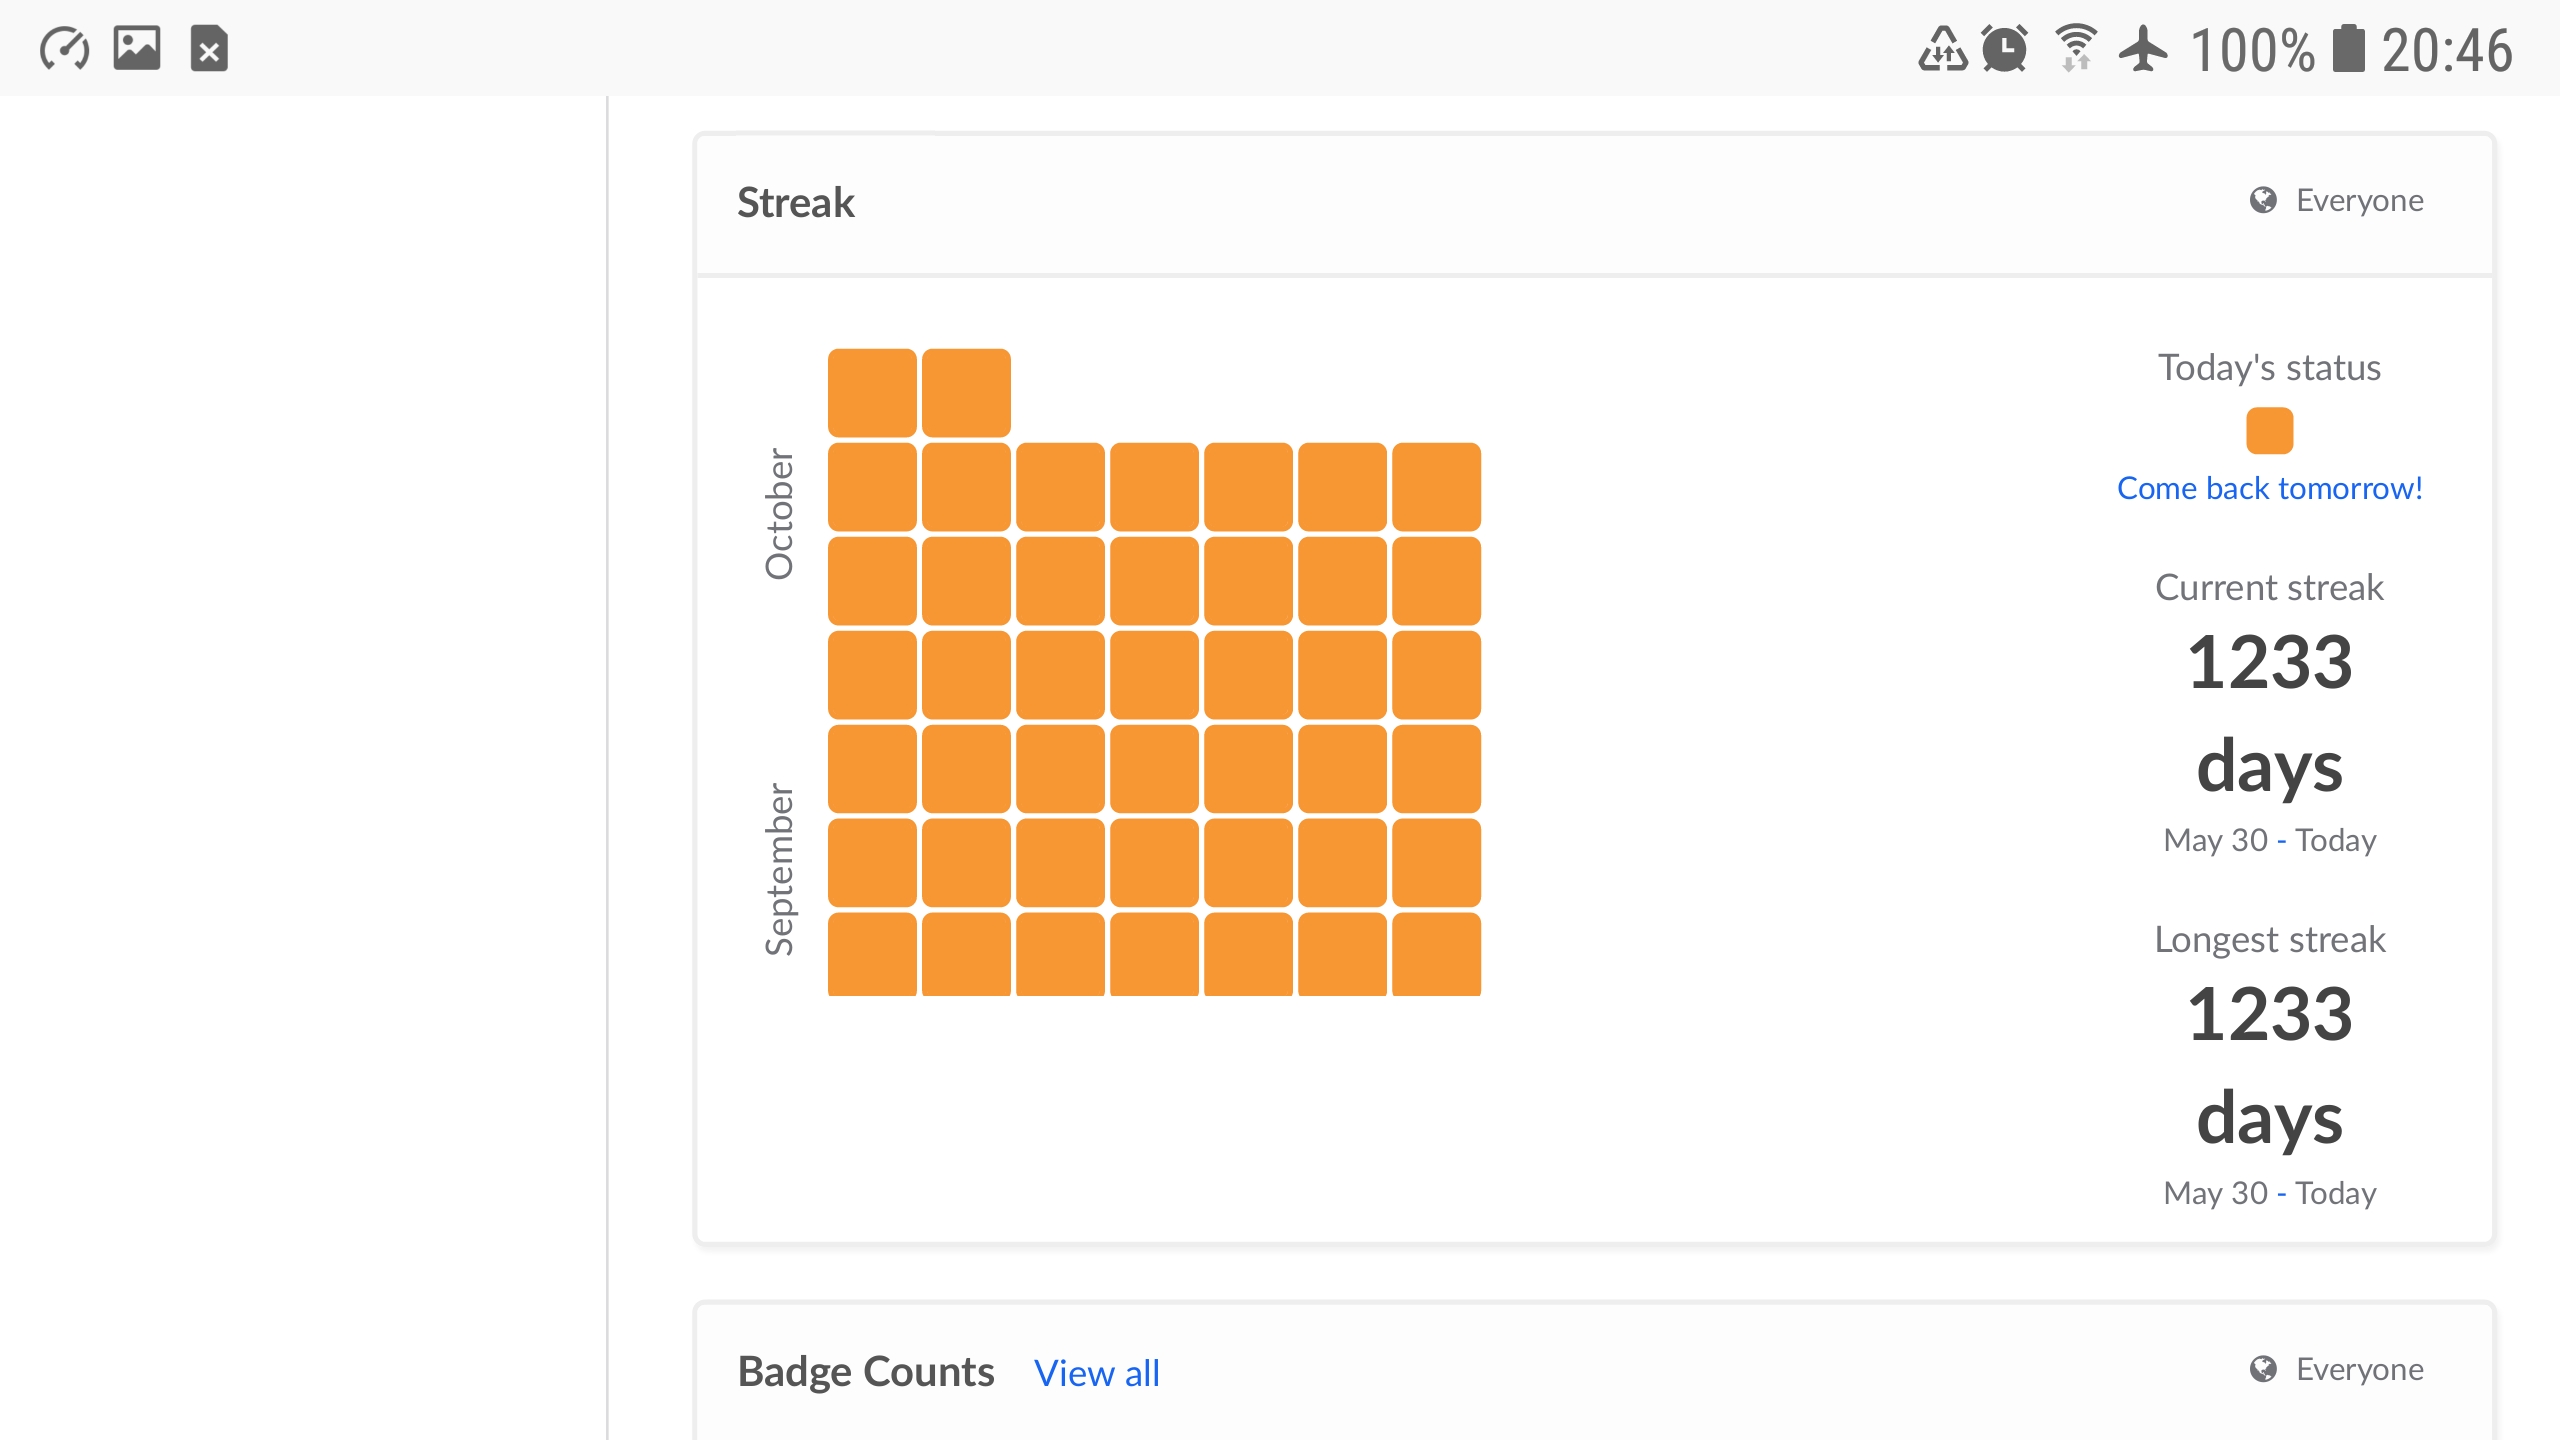 100% 20:46
Streak
Everyone
October
September
Today's status
Come back tomorrow!
Current streak
1233
days
May 30 - Today
Longest streak
1233
days
May 30 - Today
Badge Counts View all
Everyone